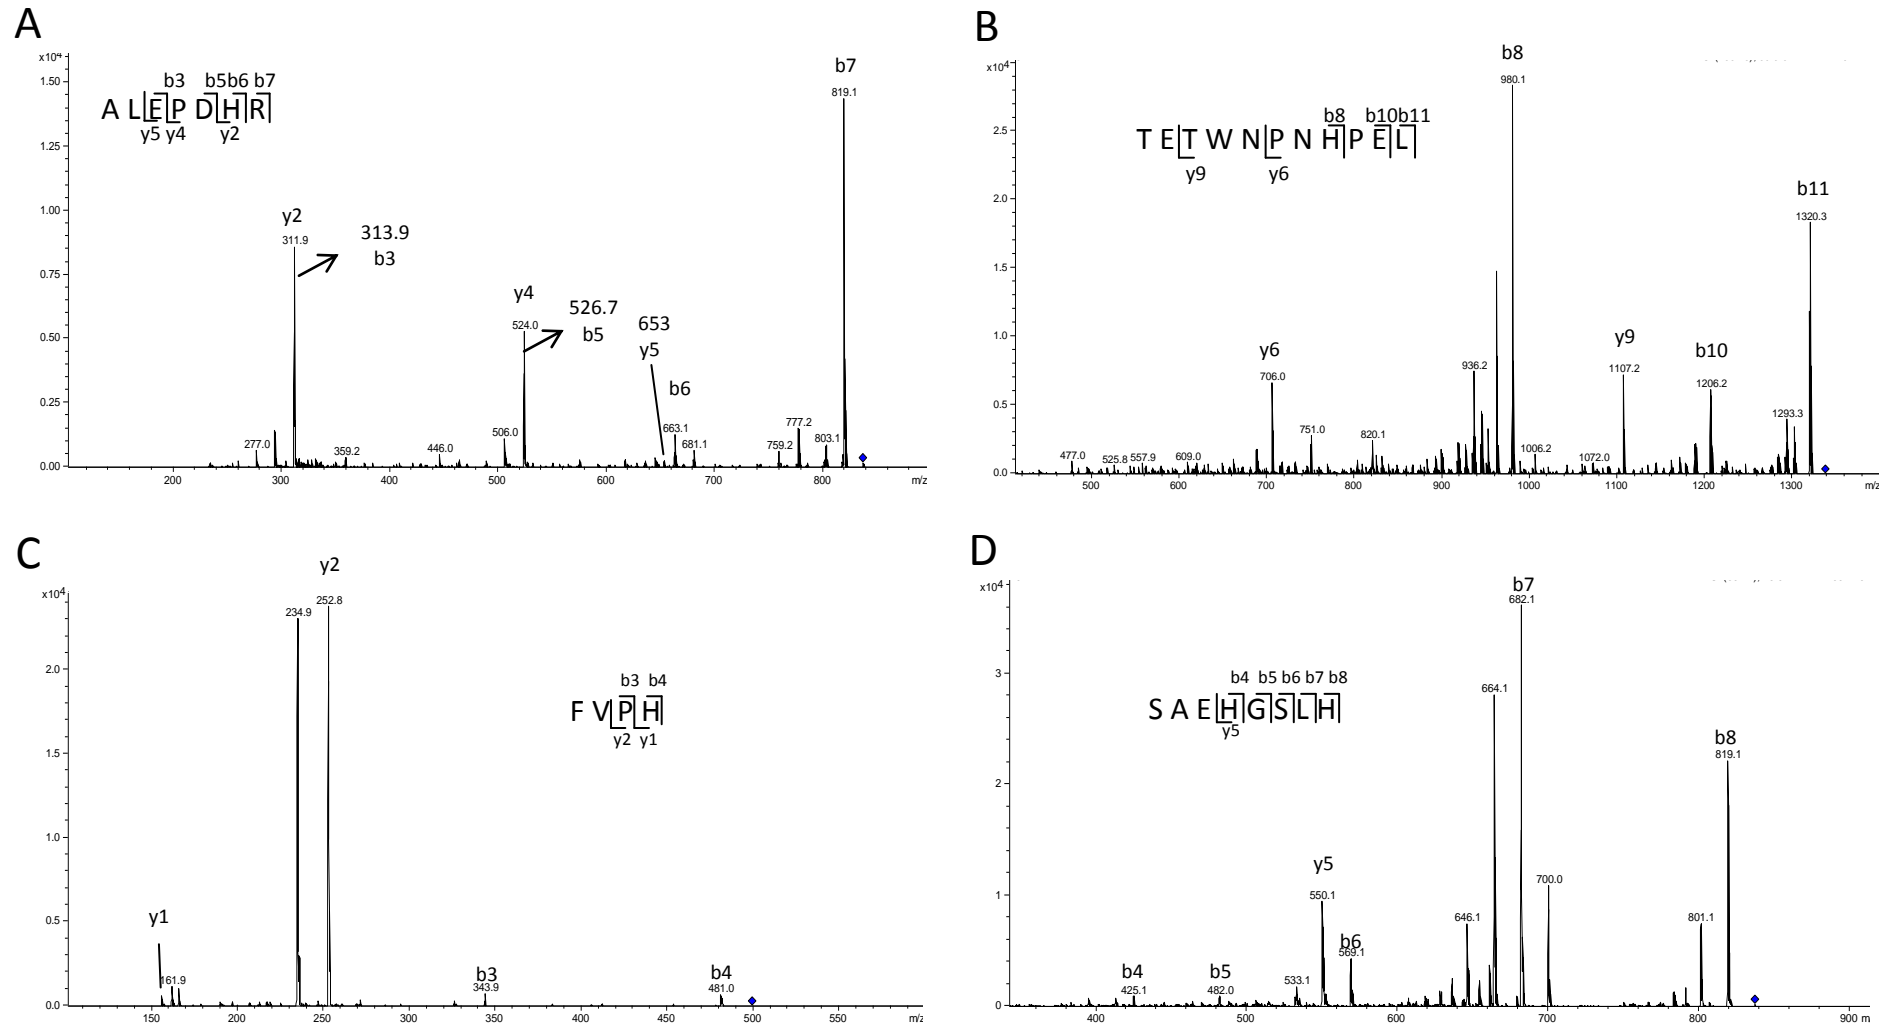 A
x10⁴
1.50
1.25
1.00
0.75
0.50
0.25
0.00
b3 b5b6 b7
A L E P D H R
y5 y4 y2
y2
311.9
313.9
b3
y4
524.0
526.7
b5
653
y5
b6
663.1
b7
819.1
277.0
359.2
446.0
506.0
681.1
759.2
777.2
803.1
200 300 400 500 600 700 800 m/z
B
x10⁴
2.5
2.0
1.5
1.0
0.5
0.0
b8 b10b11
T E T W N P N H P E L
y9 y6
b8
980.1
b11
1320.3
y6
706.0
936.2
y9
1107.2
b10
1206.2
1293.3
477.0
525.8
557.9
609.0
751.0
820.1
1006.2
1072.0
500 600 700 800 900 1000 1100 1200 1300 m/z
C
x10⁴
2.0
1.5
1.0
0.5
0.0
y2
252.8
234.9
b3 b4
F V P H
y2 y1
y1
161.9
b3
343.9
b4
481.0
150 200 250 300 350 400 450 500 550 m/z
D
x10⁴
3
2
1
0
b4 b5 b6 b7 b8
S A E H G S L H
y5
b7
682.1
664.1
b8
819.1
y5
550.1
700.0
646.1
801.1
b6
569.1
b4
425.1
b5
482.0
533.1
400 500 600 700 800 900 m